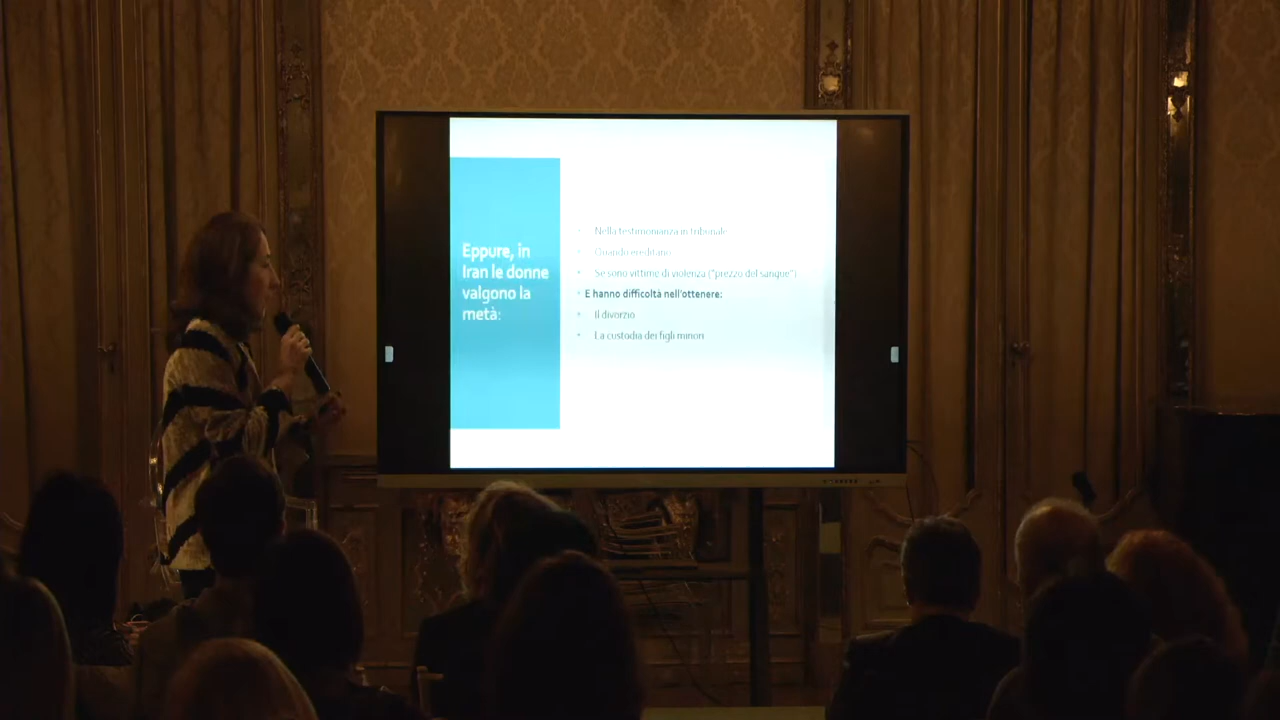 Eppure, in
Iran le donne
valgono la
metà:
Nella testimonianza in tribunale
Quando ereditano
Se sono vittime di violenza ("prezzo del sangue")
E hanno difficoltà nell'ottenere:
Il divorzio
La custodia dei figli minori